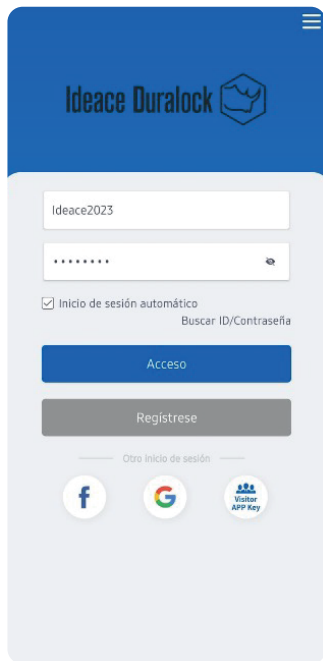 Ideace Duralock
Ideace2023
••••••••
Inicio de sesión automático
Buscar ID/Contraseña
Acceso
Regístrese
Otro inicio de sesión
f
G
Visitor
APP Key